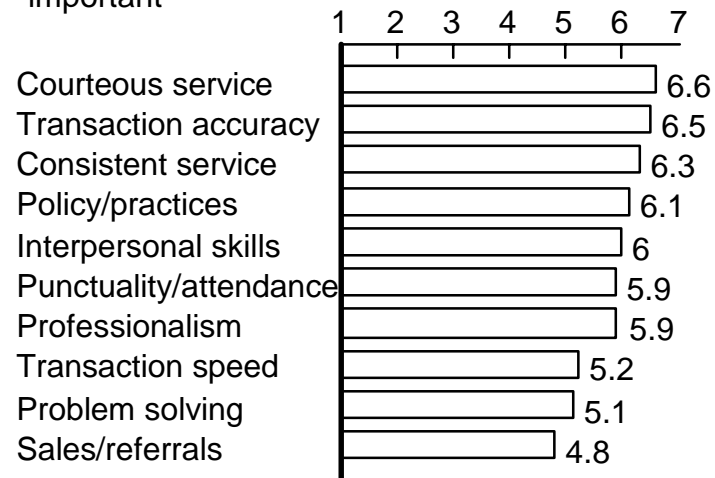 important
1 2 3 4 5 6 7
Courteous service 6.6
Transaction accuracy 6.5
Consistent service 6.3
Policy/practices 6.1
Interpersonal skills 6
Punctuality/attendance 5.9
Professionalism 5.9
Transaction speed 5.2
Problem solving 5.1
Sales/referrals 4.8